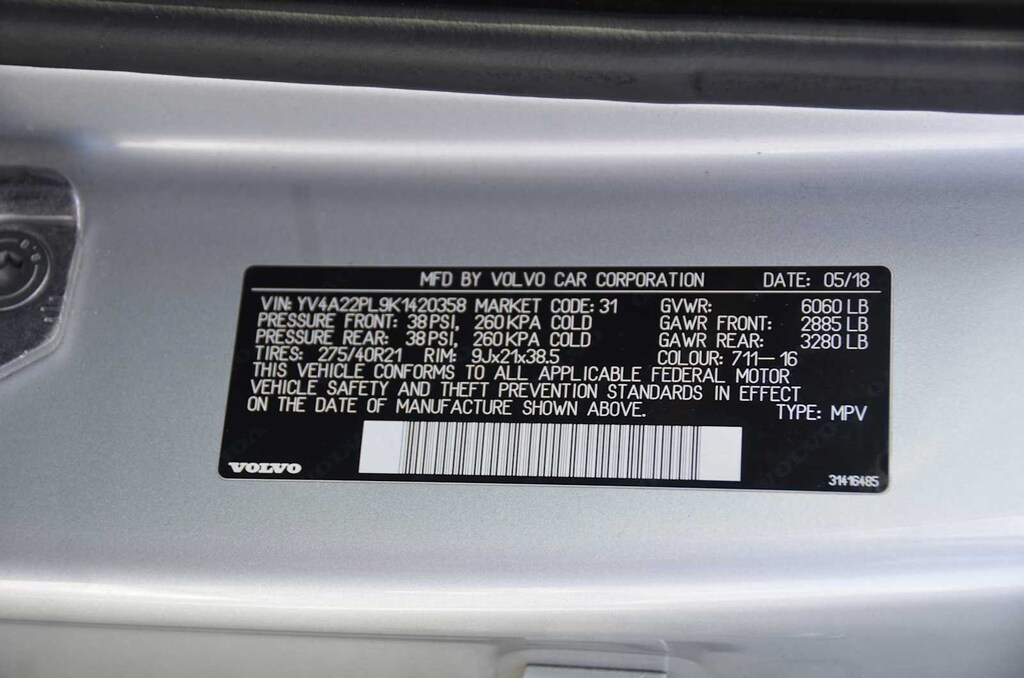 MFD BY VOLVO CAR CORPORATION DATE: 05/18
VIN: YV4A22PL9K1420358 MARKET CODE: 31 GVWR: 6060 LB
PRESSURE FRONT: 38 PSI, 260 KPA COLD GAWR FRONT: 2885 LB
PRESSURE REAR: 38 PSI, 260 KPA COLD GAWR REAR: 3280 LB
TIRES: 275/40R21 RIM: 9Jx21x38.5 COLOUR: 711-16
THIS VEHICLE CONFORMS TO ALL APPLICABLE FEDERAL MOTOR
VEHICLE SAFETY AND THEFT PREVENTION STANDARDS IN EFFECT
ON THE DATE OF MANUFACTURE SHOWN ABOVE. TYPE: MPV
VOLVO 31416485